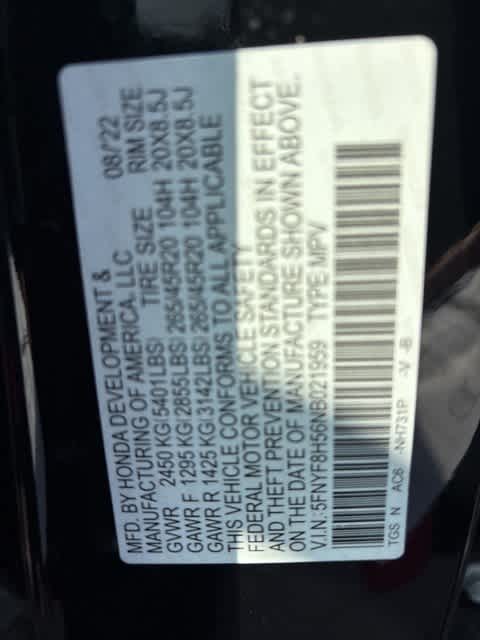 MFD. BY HONDA DEVELOPMENT & 08/22
MANUFACTURING OF AMERICA, LLC
TIRE SIZE RIM SIZE
GVWR 2450 KG(5401LBS)
GAWR F 1295 KG(2855LBS) 265/45R20 104H 20X8.5J
GAWR R 1425 KG(3142LBS) 265/45R20 104H 20X8.5J
THIS VEHICLE CONFORMS TO ALL APPLICABLE
FEDERAL MOTOR VEHICLE SAFETY
AND THEFT PREVENTION STANDARDS IN EFFECT
ON THE DATE OF MANUFACTURE SHOWN ABOVE.
V.I.N.:5FNYF8H56NB021959 TYPE MPV
TGS N AC6 -NH731P -V -B-